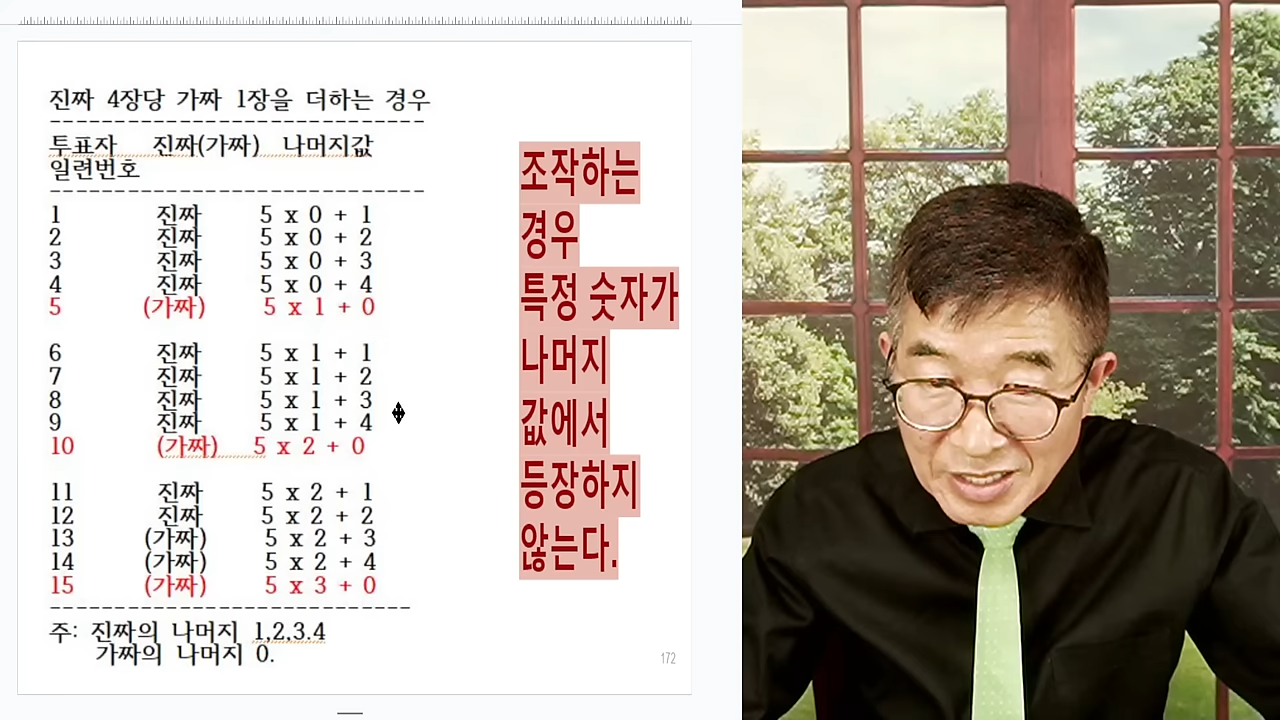 진짜 4장당 가짜 1장을 더하는 경우
----------------------------
투표자 진짜(가짜) 나머지값
일련번호
----------------------------
1 진짜 5 x 0 + 1
2 진짜 5 x 0 + 2
3 진짜 5 x 0 + 3
4 진짜 5 x 0 + 4
5 (가짜) 5 x 1 + 0
6 진짜 5 x 1 + 1
7 진짜 5 x 1 + 2
8 진짜 5 x 1 + 3
9 진짜 5 x 1 + 4
10 (가짜) 5 x 2 + 0
11 진짜 5 x 2 + 1
12 진짜 5 x 2 + 2
13 (가짜) 5 x 2 + 3
14 (가짜) 5 x 2 + 4
15 (가짜) 5 x 3 + 0
---------------------------
주: 진짜의 나머지 1,2,3.4
가짜의 나머지 0.
조작하는
경우
특정 숫자가
나머지
값에서
등장하지
않는다.
172